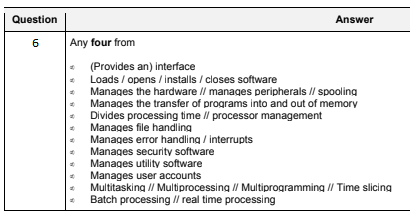 Question Answer
6 Any four from
(Provides an) interface
Loads / opens / installs / closes software
Manages the hardware // manages peripherals // spooling
Manages the transfer of programs into and out of memory
Divides processing time // processor management
Manages file handling
Manages error handling / interrupts
Manages security software
Manages utility software
Manages user accounts
Multitasking // Multiprocessing // Multiprogramming // Time slicing
Batch processing // real time processing